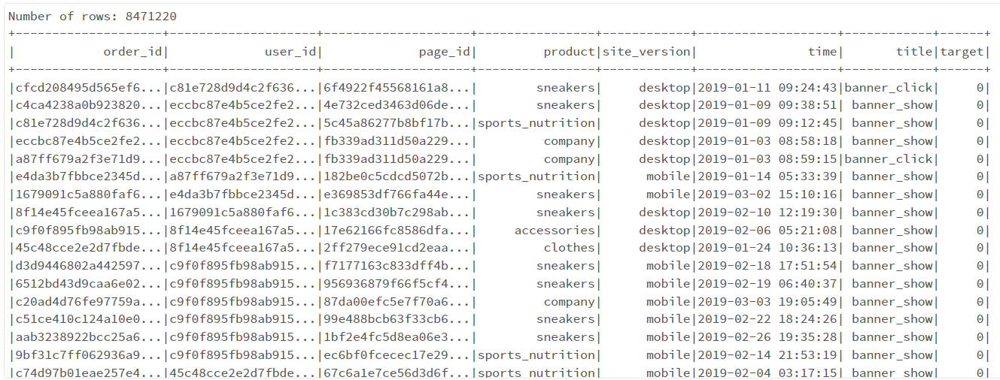 Number of rows: 8471220
+--------------------+--------------------+--------------------+----------------+------------+-------------------+------------+------+
|            order_id|             user_id|             page_id|         product|site_version|               time|       title|target|
+--------------------+--------------------+--------------------+----------------+------------+-------------------+------------+------+
|cfcd208495d565ef6...|c81e728d9d4c2f636...|6f4922f45568161a8...|        sneakers|     desktop|2019-01-11 09:24:43|banner_click|     0|
|c4ca4238a0b923820...|eccbc87e4b5ce2fe2...|4e732ced3463d06de...|        sneakers|     desktop|2019-01-09 09:38:51| banner_show|     0|
|c81e728d9d4c2f636...|eccbc87e4b5ce2fe2...|5c45a86277b8bf17b...|sports_nutrition|     desktop|2019-01-09 09:12:45| banner_show|     0|
|eccbc87e4b5ce2fe2...|eccbc87e4b5ce2fe2...|fb339ad311d50a229...|         company|     desktop|2019-01-03 08:58:18| banner_show|     0|
|a87ff679a2f3e71d9...|eccbc87e4b5ce2fe2...|fb339ad311d50a229...|         company|     desktop|2019-01-03 08:59:15|banner_click|     0|
|e4da3b7fbbce2345d...|a87ff679a2f3e71d9...|182be0c5cdcd5072b...|sports_nutrition|      mobile|2019-01-14 05:33:39| banner_show|     0|
|1679091c5a880faf6...|e4da3b7fbbce2345d...|e369853df766fa44e...|        sneakers|      mobile|2019-03-02 15:10:16| banner_show|     0|
|8f14e45fceea167a5...|1679091c5a880faf6...|1c383cd30b7c298ab...|        sneakers|     desktop|2019-02-10 12:19:30| banner_show|     0|
|c9f0f895fb98ab915...|8f14e45fceea167a5...|17e62166fc8586dfa...|     accessories|     desktop|2019-02-06 05:21:08| banner_show|     0|
|45c48cce2e2d7fbde...|8f14e45fceea167a5...|2ff279ece91cd2eaa...|         clothes|     desktop|2019-01-24 10:36:13| banner_show|     0|
|d3d9446802a442597...|c9f0f895fb98ab915...|f7177163c833dff4b...|        sneakers|      mobile|2019-02-18 17:51:54| banner_show|     0|
|6512bd43d9caa6e02...|c9f0f895fb98ab915...|956936879f66f5cf4...|        sneakers|      mobile|2019-02-19 06:40:37| banner_show|     0|
|c20ad4d76fe97759a...|c9f0f895fb98ab915...|87da00efc5e7f70a6...|         company|      mobile|2019-03-03 19:05:49| banner_show|     0|
|c51ce410c124a10e0...|c9f0f895fb98ab915...|99e488bcb63f33cb6...|        sneakers|      mobile|2019-02-22 18:24:26| banner_show|     0|
|aab3238922bcc25a6...|c9f0f895fb98ab915...|1bf2e4fc5d8ea06e3...|        sneakers|      mobile|2019-02-26 19:35:28| banner_show|     0|
|9bf31c7ff062936a9...|c9f0f895fb98ab915...|ec6bf0fcecec17e29...|sports_nutrition|      mobile|2019-02-14 21:53:19| banner_show|     0|
|c74d97b01eae257e4...|45c48cce2e2d7fbde...|67c6a1e7ce56d3d6f...|sports_nutrition|      mobile|2019-02-04 03:17:15| banner_show|     0|